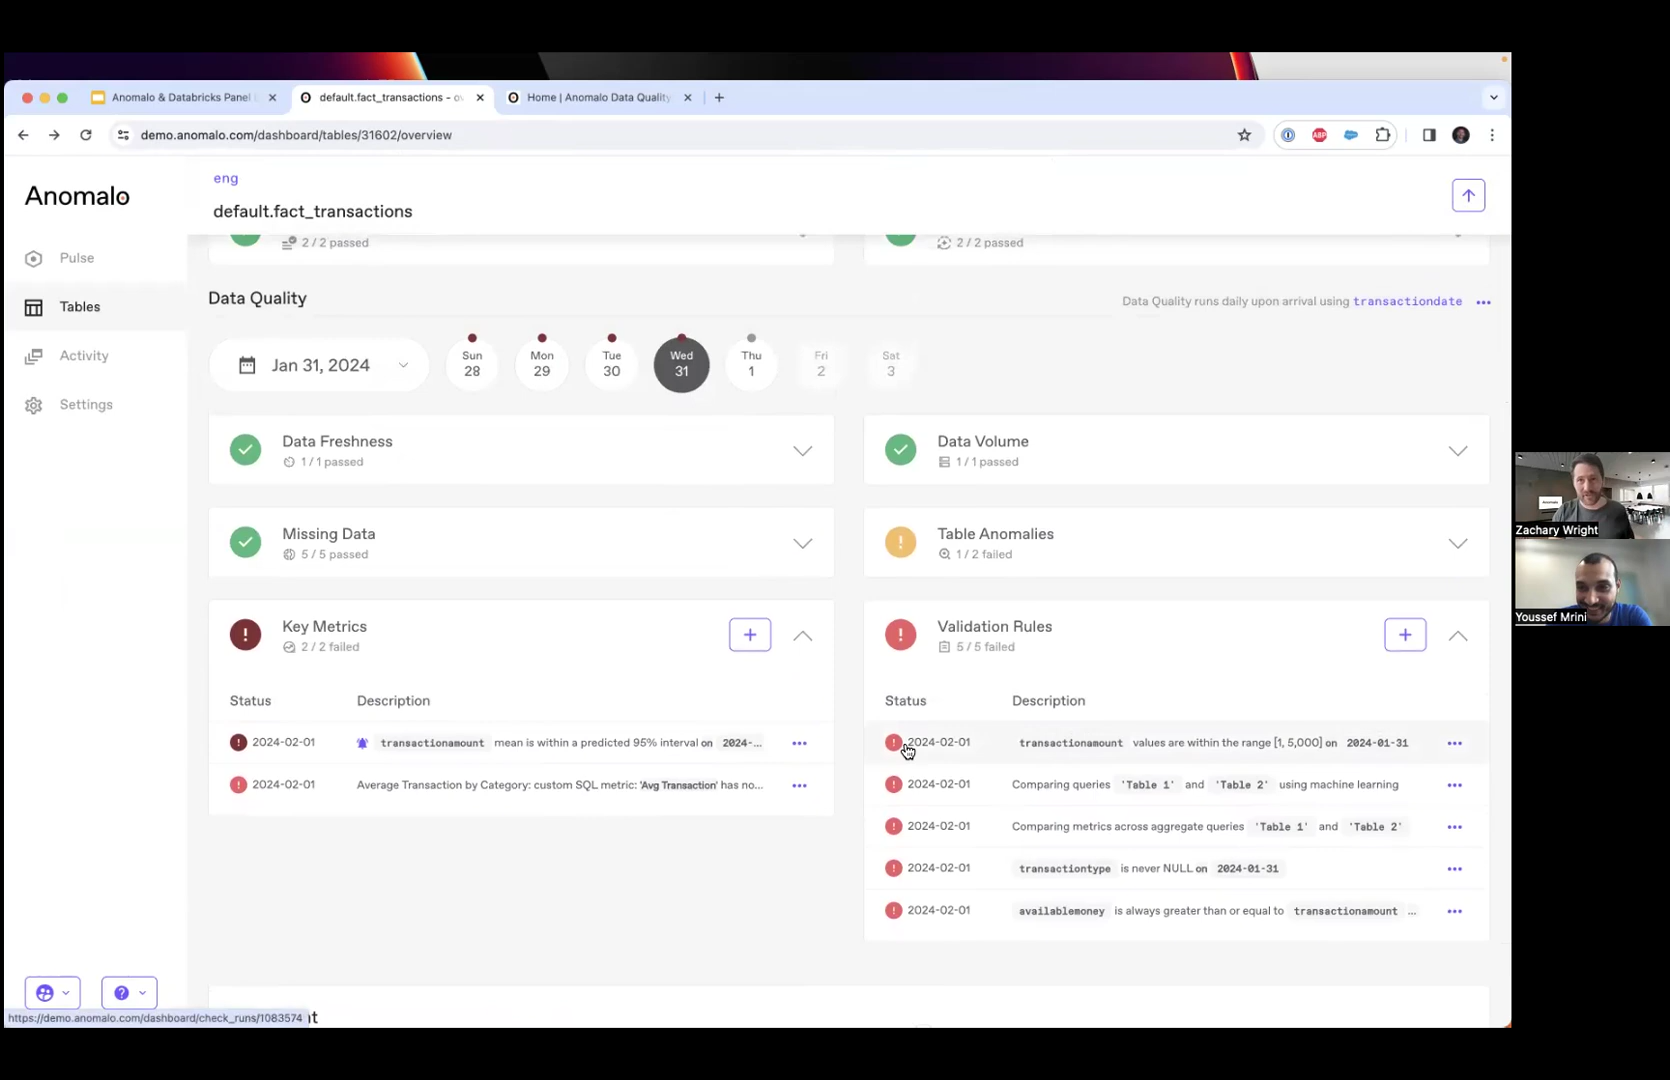 Anomalo & Databricks Panel
default.fact_transactions - ov
Home | Anomalo Data Quality
demo.anomalo.com/dashboard/tables/31602/overview
ABP
Anomalo
eng
default.fact_transactions
Pulse
Tables
Activity
Settings
2 / 2 passed
2 / 2 passed
Data Quality
Data Quality runs daily upon arrival using transactiondate
Jan 31, 2024
Sun 28
Mon 29
Tue 30
Wed 31
Thu 1
Fri 2
Sat 3
Data Freshness
1 / 1 passed
Data Volume
1 / 1 passed
Missing Data
5 / 5 passed
Table Anomalies
1 / 2 failed
Key Metrics
2 / 2 failed
Status Description
2024-02-01 transactionamount mean is within a predicted 95% interval on 2024-...
2024-02-01 Average Transaction by Category: custom SQL metric: 'Avg Transaction' has no...
Validation Rules
5 / 5 failed
Status Description
2024-02-01 transactionamount values are within the range [1, 5,000] on 2024-01-31
2024-02-01 Comparing queries 'Table 1' and 'Table 2' using machine learning
2024-02-01 Comparing metrics across aggregate queries 'Table 1' and 'Table 2'
2024-02-01 transactiontype is never NULL on 2024-01-31
2024-02-01 availablemoney is always greater than or equal to transactionamount ...
https://demo.anomalo.com/dashboard/check_runs/1083574
Zachary Wright
Youssef Mrini